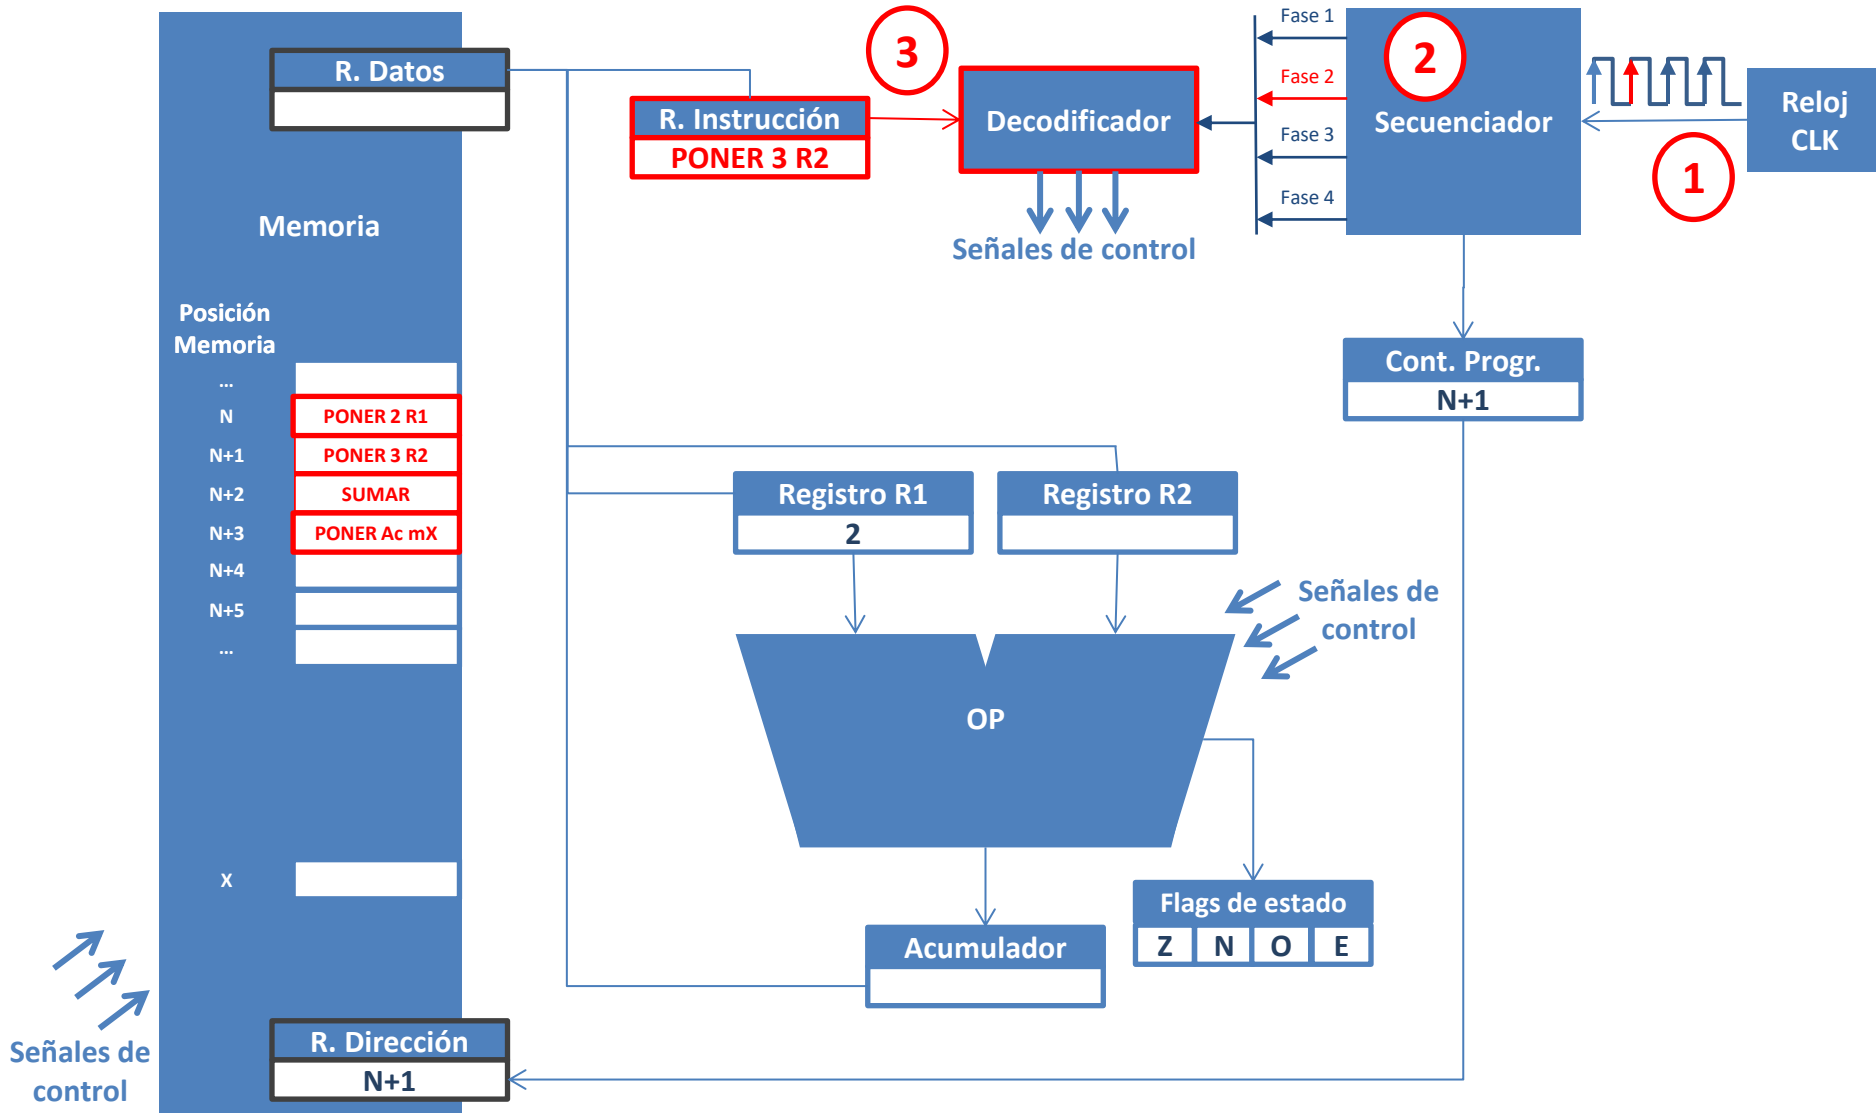 R. Datos
Memoria
Posición
Memoria
...
N
PONER 2 R1
N+1
PONER 3 R2
N+2
SUMAR
N+3
PONER Ac mX
N+4
N+5
...
X
Señales de
control
R. Dirección
N+1
R. Instrucción
PONER 3 R2
3
Decodificador
Señales de control
Fase 1
Fase 2
Fase 3
Fase 4
2
Secuenciador
1
Reloj
CLK
Cont. Progr.
N+1
Registro R1
2
Registro R2
Señales de
control
OP
Flags de estado
Z N O E
Acumulador